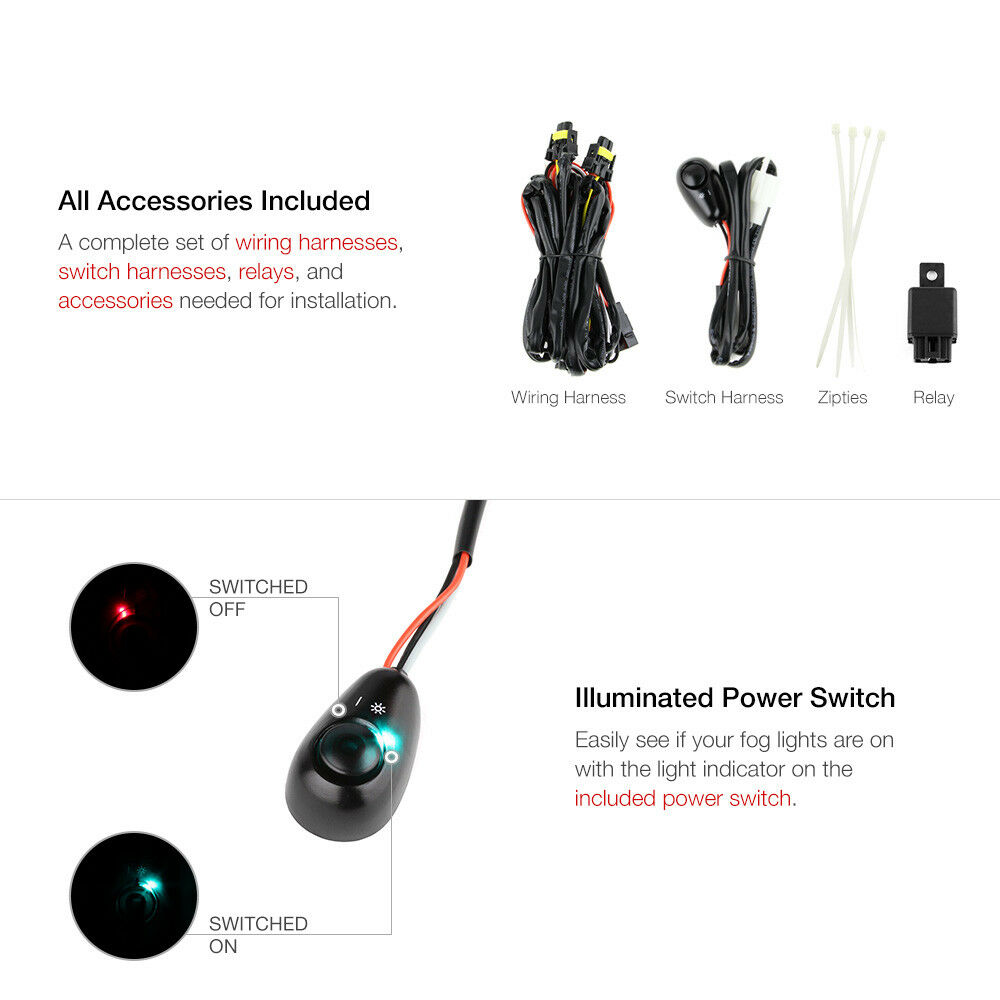 All Accessories Included
A complete set of wiring harnesses,
switch harnesses, relays, and
accessories needed for installation.
Wiring Harness
Switch Harness
Zipties
Relay
SWITCHED
OFF
Illuminated Power Switch
Easily see if your fog lights are on
with the light indicator on the
included power switch.
SWITCHED
ON